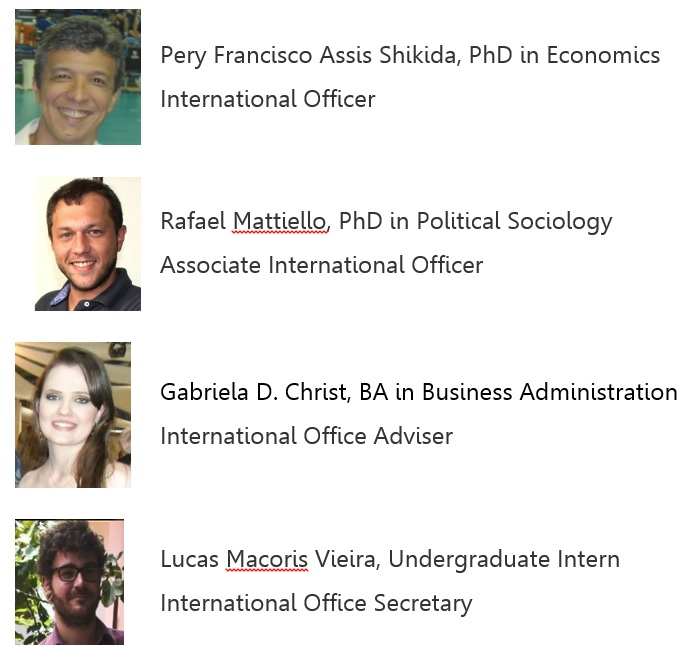 Pery Francisco Assis Shikida, PhD in Economics
International Officer
Rafael Mattiello, PhD in Political Sociology
Associate International Officer
Gabriela D. Christ, BA in Business Administration
International Office Adviser
Lucas Macoris Vieira, Undergraduate Intern
International Office Secretary